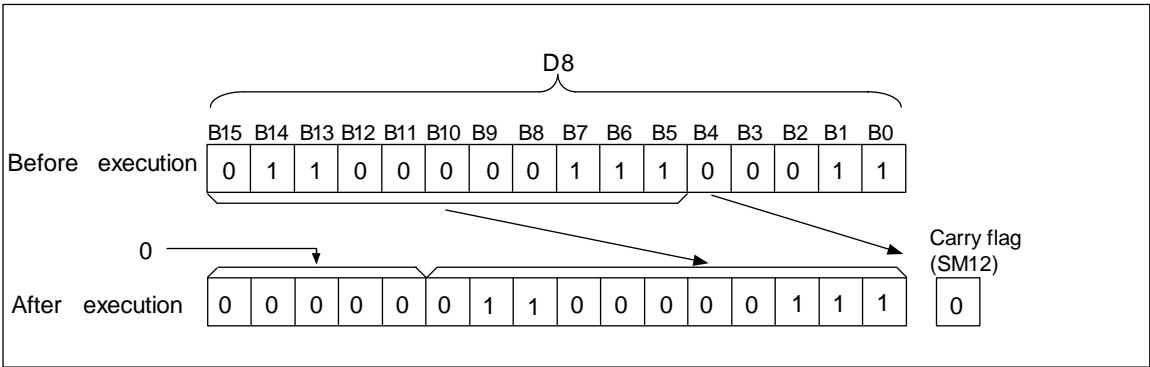 D8
B15 B14 B13 B12 B11 B10 B9 B8 B7 B6 B5 B4 B3 B2 B1 B0
Before execution 0 1 1 0 0 0 0 0 1 1 1 0 0 0 1 1
0
Carry flag
(SM12)
After execution 0 0 0 0 0 0 1 1 0 0 0 0 0 1 1 1 0